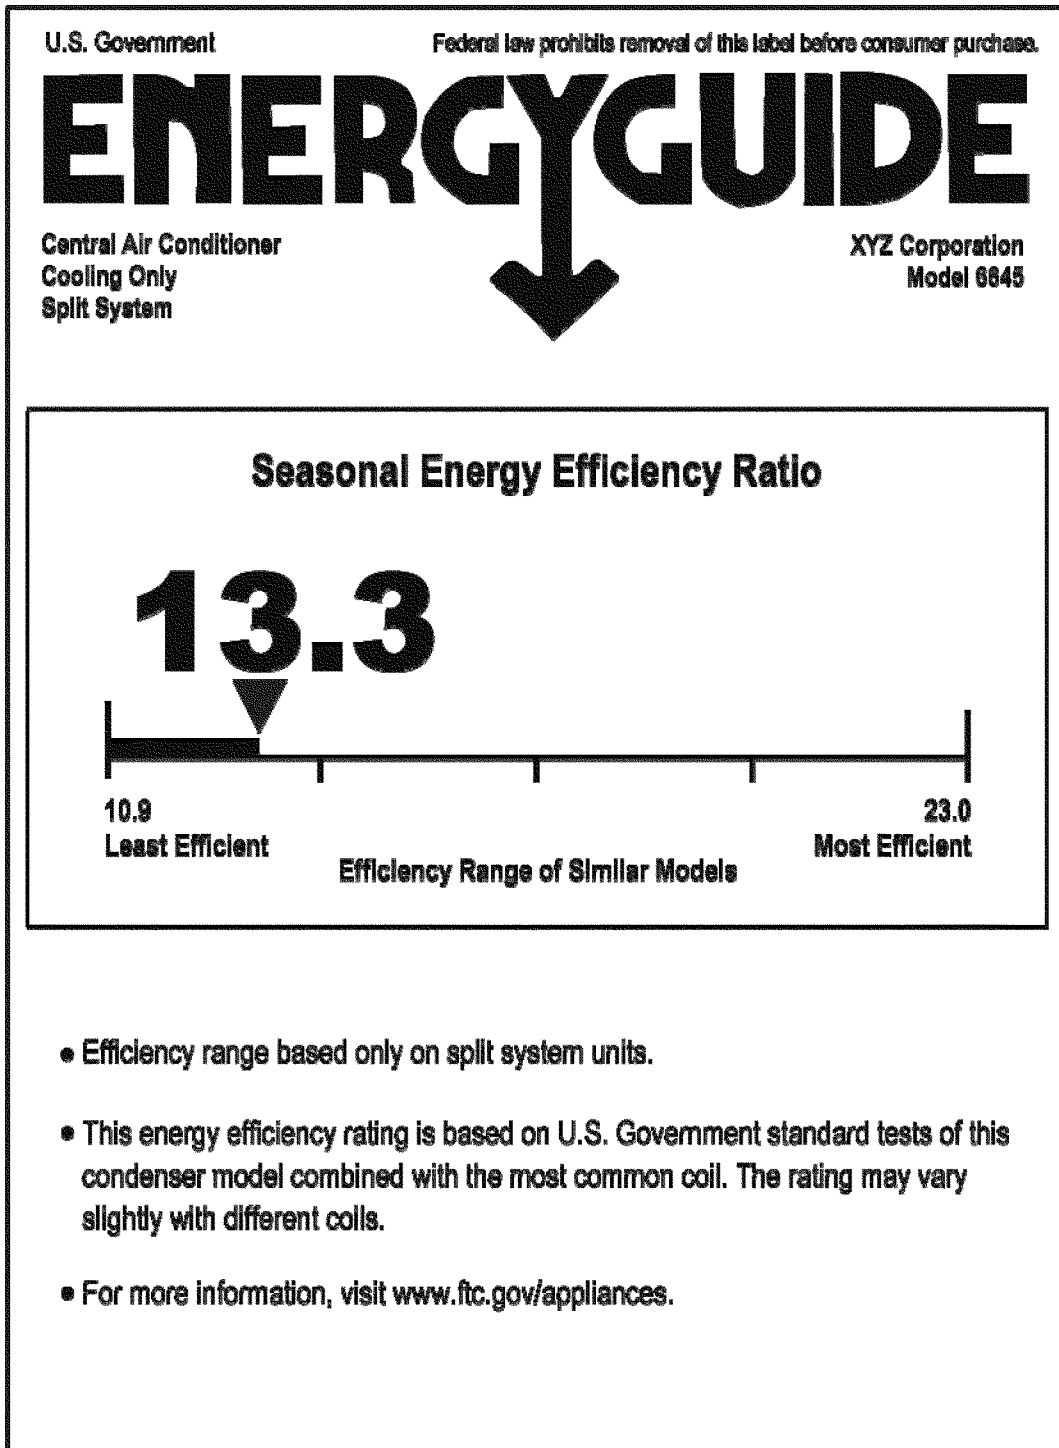 U.S. Government
Federal law prohibits removal of this label before consumer purchase.
ENERGYGUIDE
Central Air Conditioner
Cooling Only
Split System
XYZ Corporation
Model 6645
Seasonal Energy Efficiency Ratio
13.3
10.9
Least Efficient
23.0
Most Efficient
Efficiency Range of Similar Models
• Efficiency range based only on split system units.
• This energy efficiency rating is based on U.S. Government standard tests of this
condenser model combined with the most common coil. The rating may vary
slightly with different coils.
• For more information, visit www.ftc.gov/appliances.